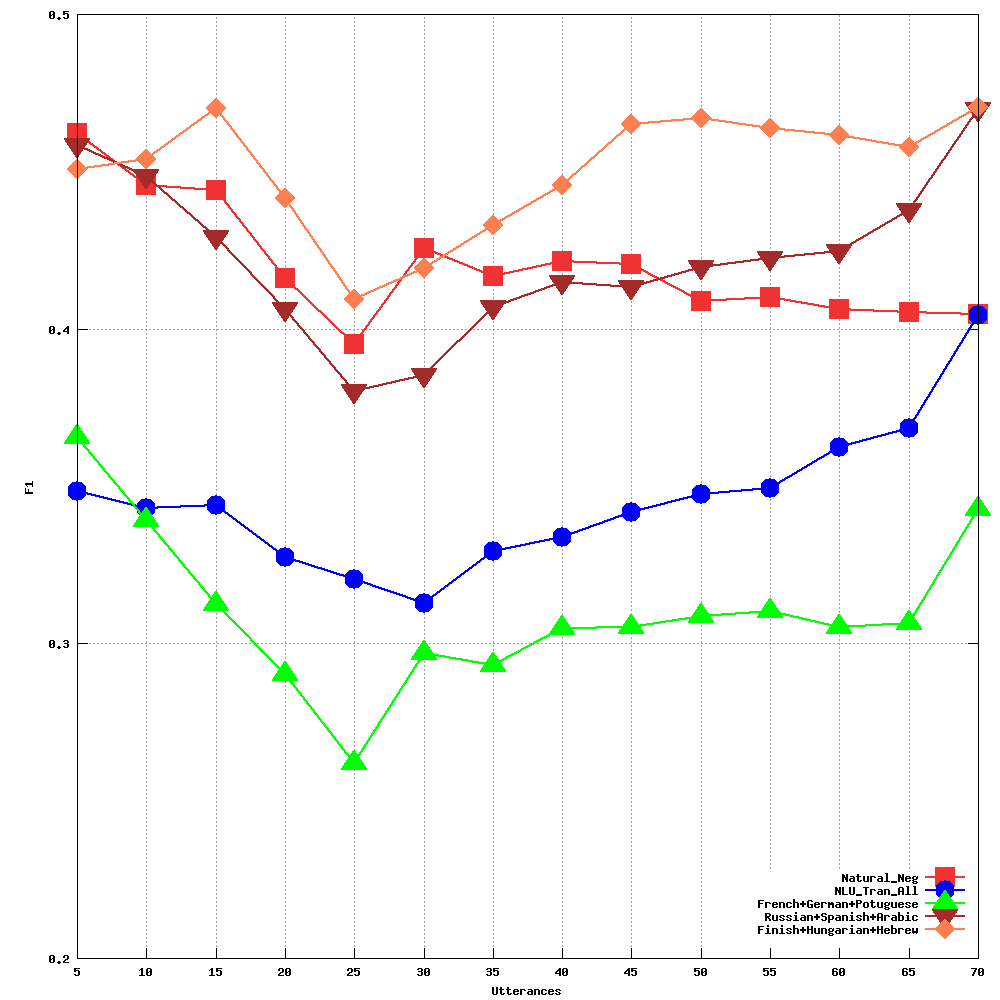 0.5
0.4
F1
0.3
Natural_Neg
NLU_Tran_All
French+German+Potuguese
Russian+Spanish+Arabic
Finish+Hungarian+Hebrew
0.2
5 10 15 20 25 30 35 40 45 50 55 60 65 70
Utterances